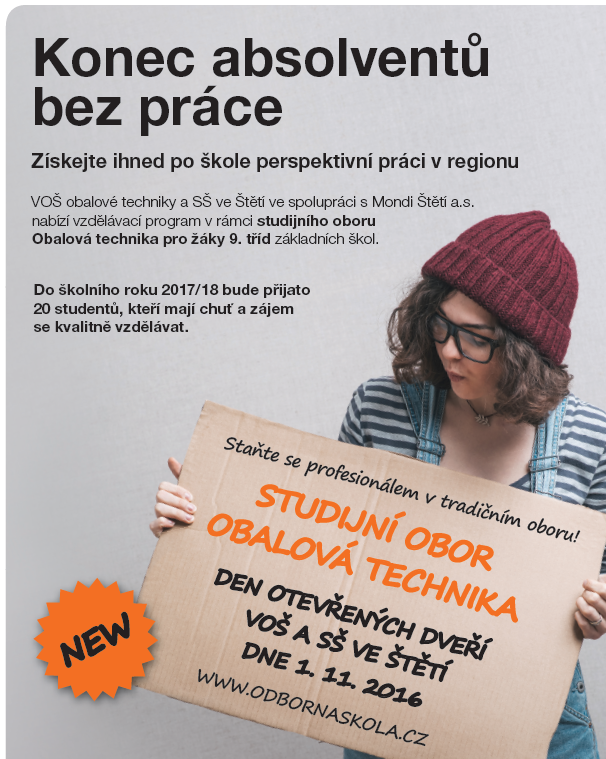 Konec absolventů
bez práce
Získejte ihned po škole perspektivní práci v regionu
VOŠ obalové techniky a SŠ ve Štětí ve spolupráci s Mondi Štětí a.s.
nabízí vzdělávací program v rámci studijního oboru
Obalová technika pro žáky 9. tříd základních škol.
Do školního roku 2017/18 bude přijato
20 studentů, kteří mají chuť a zájem
se kvalitně vzdělávat.
Staňte se profesionálem v tradičním oboru!
STUDIJNÍ OBOR
OBALOVÁ TECHNIKA
DEN OTEVŘENÝCH DVEŘÍ
VOŠ A SŠ VE ŠTĚTÍ
DNE 1. 11. 2016
WWW.ODBORNASKOLA.CZ
NEW